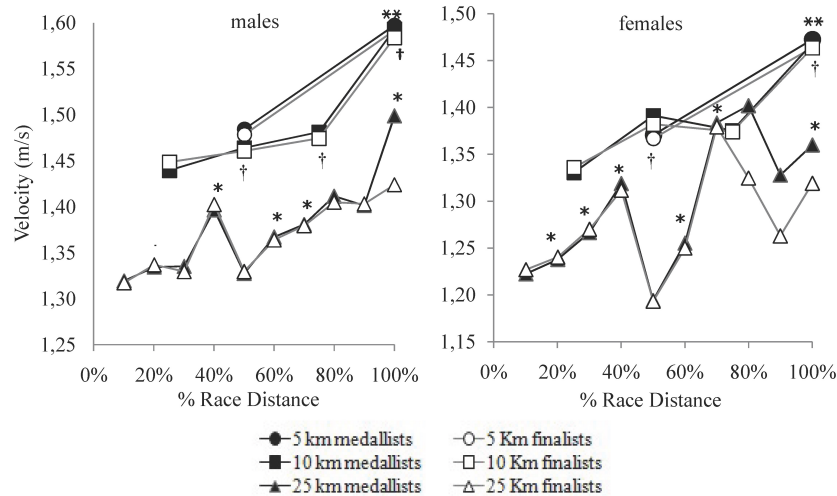 males
females
Velocity (m/s)
1,60
1,55
1,50
1,45
1,40
1,35
1,30
1,25
** † * † † * * *
0% 20% 40% 60% 80% 100%
% Race Distance
1,50
1,45
1,40
1,35
1,30
1,25
1,20
1,15
** † * * † * * * *
0% 20% 40% 60% 80% 100%
% Race Distance
5 km medallists 5 Km finalists
10 km medallists 10 Km finalists
25 km medallists 25 Km finalists